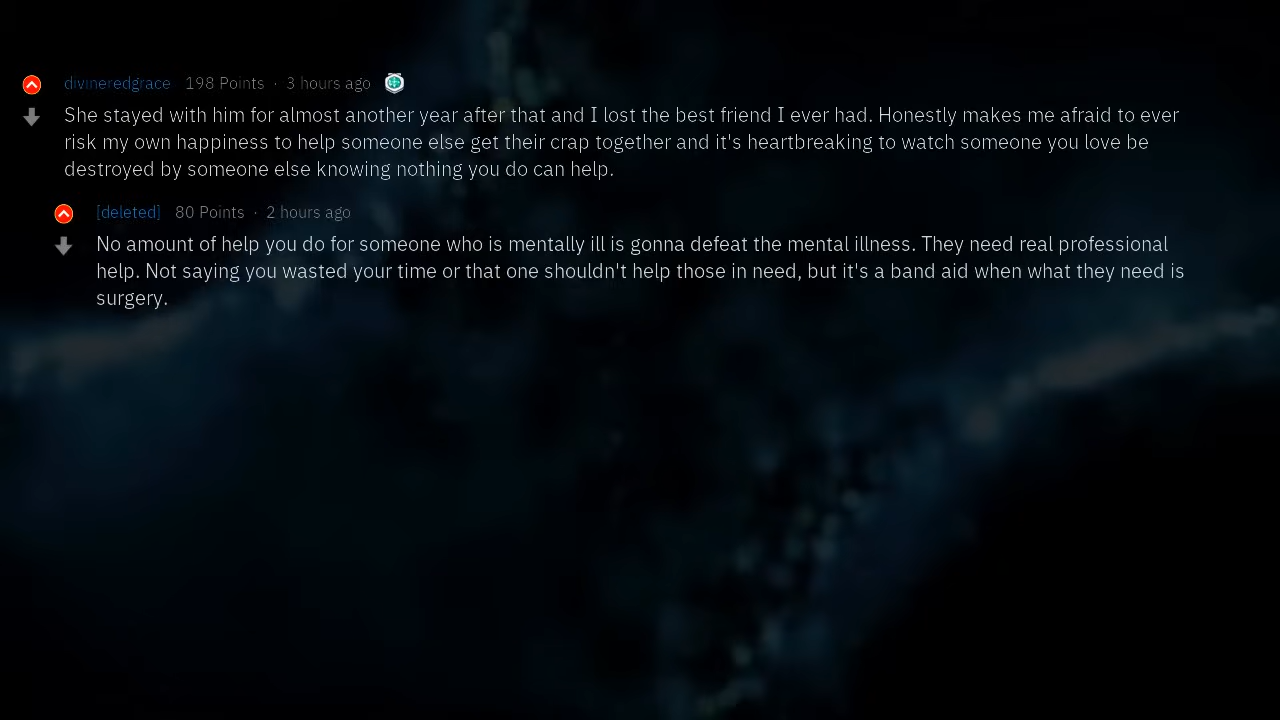 divineredgrace 198 Points · 3 hours ago
She stayed with him for almost another year after that and I lost the best friend I ever had. Honestly makes me afraid to ever
risk my own happiness to help someone else get their crap together and it's heartbreaking to watch someone you love be
destroyed by someone else knowing nothing you do can help.
[deleted] 80 Points · 2 hours ago
No amount of help you do for someone who is mentally ill is gonna defeat the mental illness. They need real professional
help. Not saying you wasted your time or that one shouldn't help those in need, but it's a band aid when what they need is
surgery.